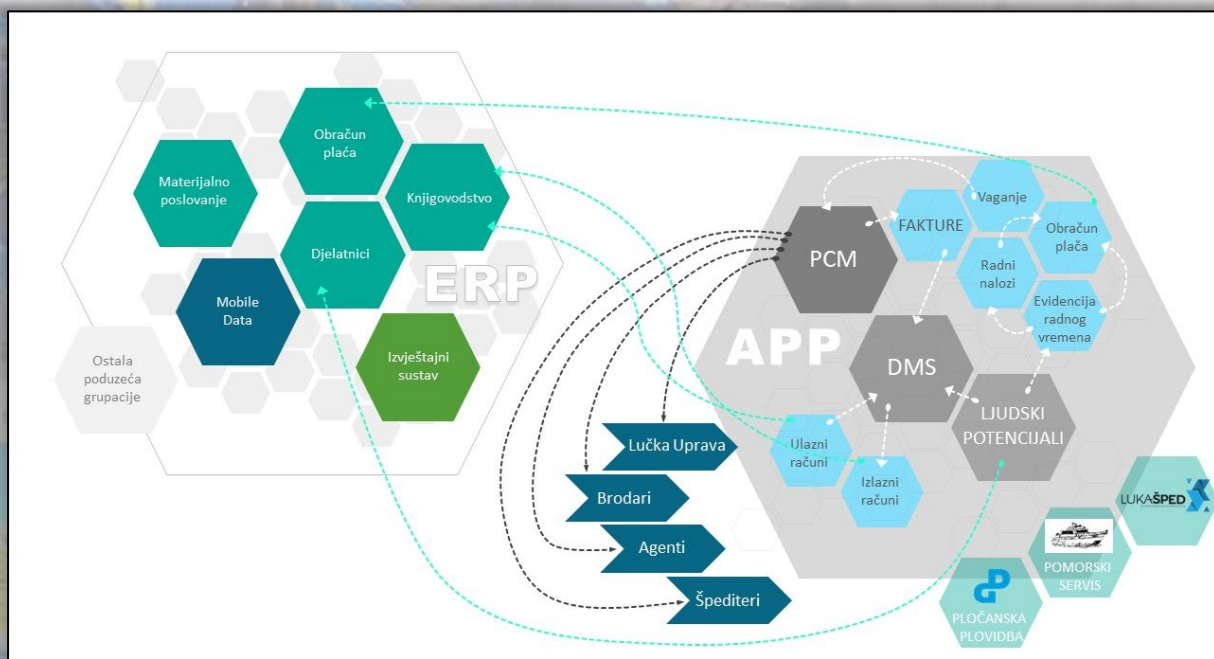 Obračun
plaća
Materijalno
poslovanje
Knjigovodstvo
Djelatnici
ERP
Mobile
Data
Izvještajni
sustav
Ostala
poduzeća
grupacije
Vaganje
FAKTURE
Obračun
plača
PCM
Radni
nalozi
Evidencija
radnog
vremena
APP
DMS
LJUDSKI
POTENCIJALI
Ulazni
računi
Izlazni
računi
Lučka Uprava
Brodari
Agenti
Špediteri
LUKAŠPED
POMORSKI
SERVIS
PLOČANSKA
PLOVIDBA